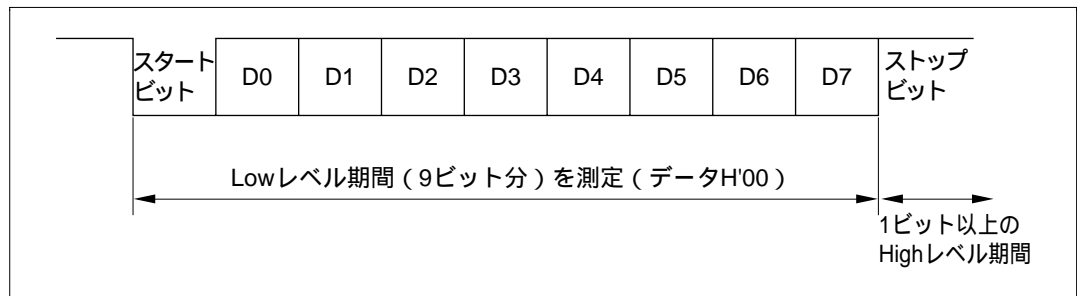 スタート
ビット
D0
D1
D2
D3
D4
D5
D6
D7
ストップ
ビット
Lowレベル期間（9ビット分）を測定（データH'00）
1ビット以上の
Highレベル期間